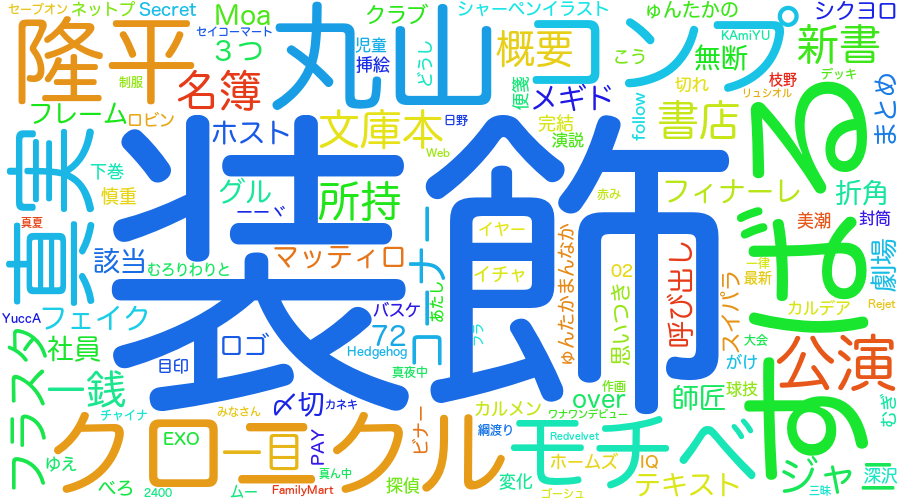 セーブオン
ネットプ
Secret
Moa
クラブ
シャーペンイラスト
ゅんたかの
シクヨロ
隆平
丸山
コンプ
セイコーマート
3つ
児童
挿絵
どうし
概要
KAmiYU
こう
無断
新書
名簿
制服
便箋
メギド
切れ
枝野
デッキ
リュシオル
まとめ
フレーム
ロビン
ホスト
文庫本
日野
完結
演説
Web
follow
書店
ずばる
真実
下巻
慎重
グル
ーーヾ
所持
装飾
赤み
フィナーレ
折角
真夏
美潮
封筒
該当
むろりわりと
マッティロ
コーナー
イヤー
イチャ
ゅんたかまんなか
02
思いつき
呼び出し
一律
最新
スイパラ
劇場
カルデア
Rejet
YuccA
フェイク
バスケ
あたし
72
Hedgehog
フラ
大会
社員
ロゴ
目印
真夜中
がけ
公演
フラスタ
一銭
チャイナ
みなさん
〆切
カネキ
作画
over
師匠
球技
カルメン
ワナワンデビュー
クロニクル
一頁
EXO
PAY
ビナー
綱渡り
モチベ
Redvelvet
むぎ
ゆえ
ムー
真ん中
探偵
変化
ホームズ
IQ
テキスト
ジャー
深沢
べろ
2400
FamilyMart
ゴーシュ
三昧